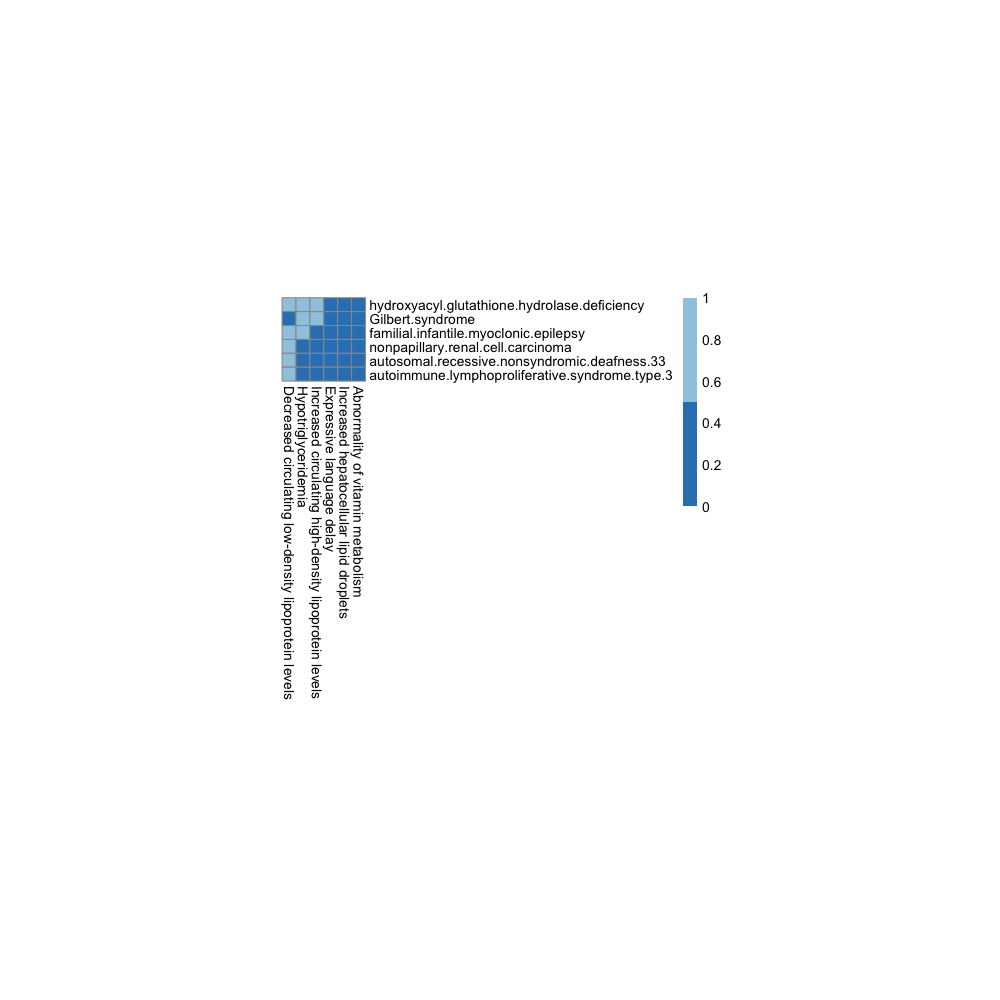 hydroxyacyl.glutathione.hydrolase.deficiency
Gilbert.syndrome
familial.infantile.myoclonic.epilepsy
nonpapillary.renal.cell.carcinoma
autosomal.recessive.nonsyndromic.deafness.33
autoimmune.lymphoproliferative.syndrome.type.3
Decreased circulating low-density lipoprotein levels
Hypotriglyceridemia
Increased circulating high-density lipoprotein levels
Expressive language delay
Increased hepatocellular lipid droplets
Abnormality of vitamin metabolism
1
0.8
0.6
0.4
0.2
0